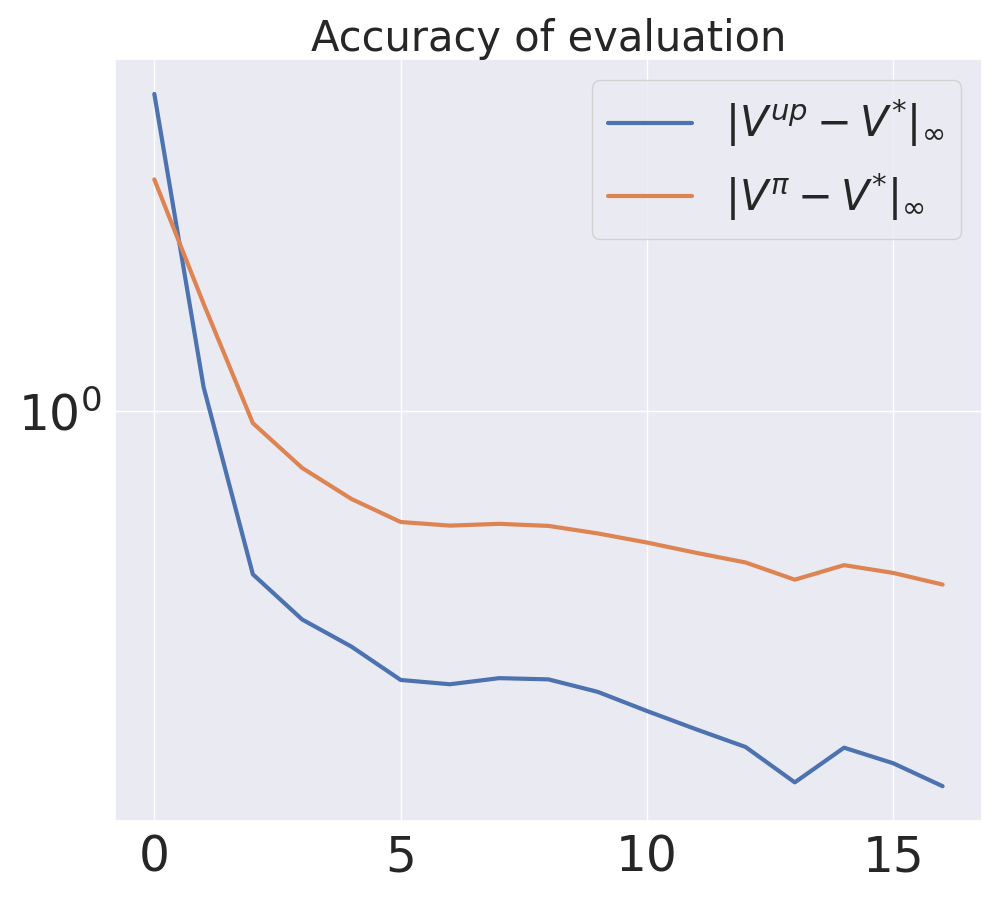 Accuracy of evaluation
|V^{up} − V^*|_∞
|V^π − V^*|_∞
10^0
0 5 10 15